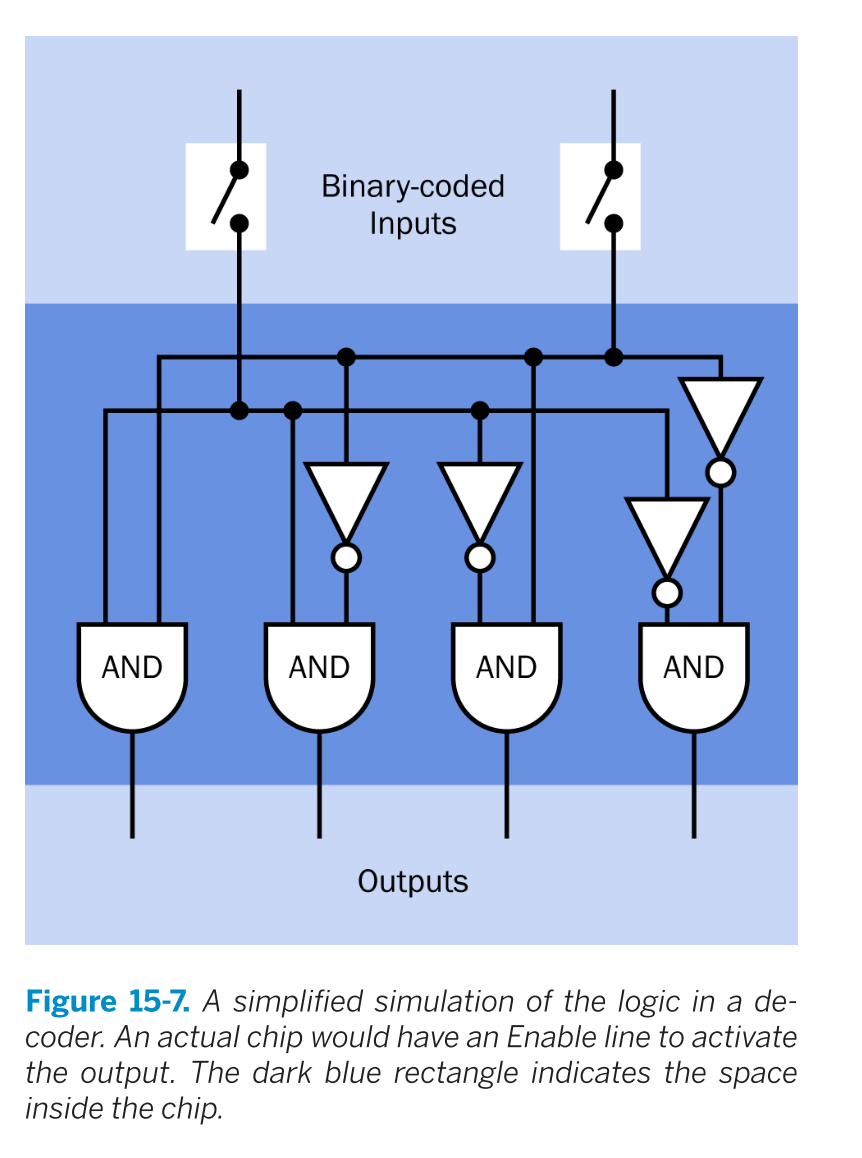 Binary-coded
Inputs
AND
AND
AND
AND
Outputs
Figure 15-7. A simplified simulation of the logic in a de-
coder. An actual chip would have an Enable line to activate
the output. The dark blue rectangle indicates the space
inside the chip.